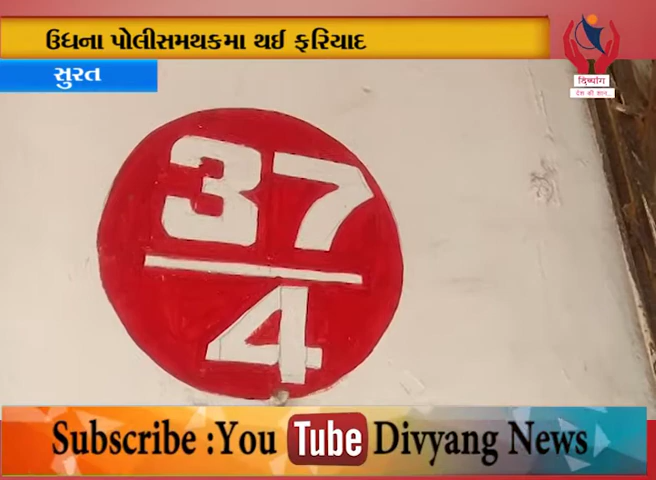 ઉધના પોલીસમથકમા થઈ ફરિયાદ
સુરત
दिव्यांग
देश की शान..
37
4
Subscribe :You Tube Divyang News